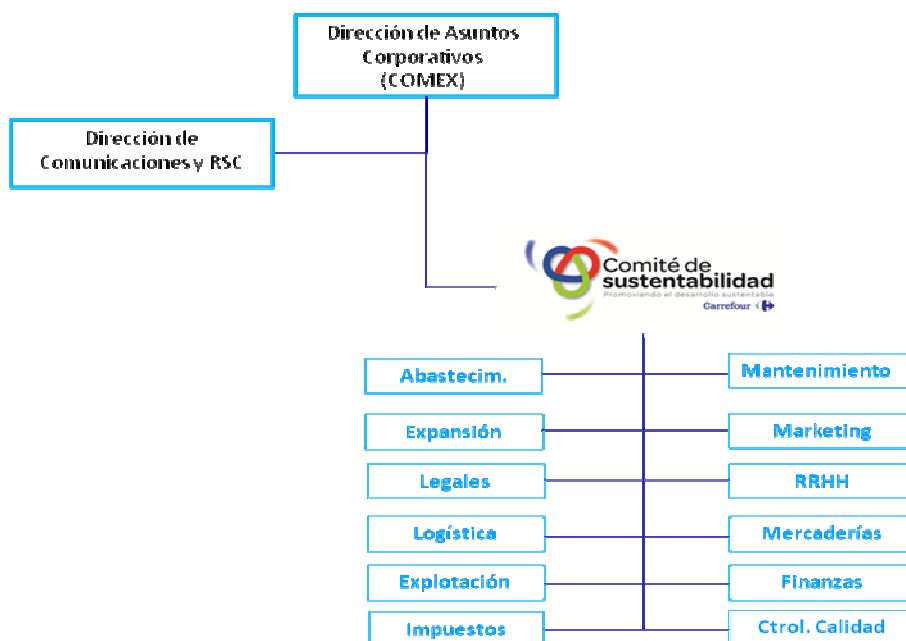 Dirección de Asuntos
Corporativos
(COMEX)
Dirección de
Comunicaciones y RSC
Comité de
sustentabilidad
Promoviendo el desarrollo sustentable
Carrefour
Abastecim.
Mantenimiento
Expansión
Marketing
Legales
RRHH
Logística
Mercaderías
Explotación
Finanzas
Impuestos
Ctrol. Calidad